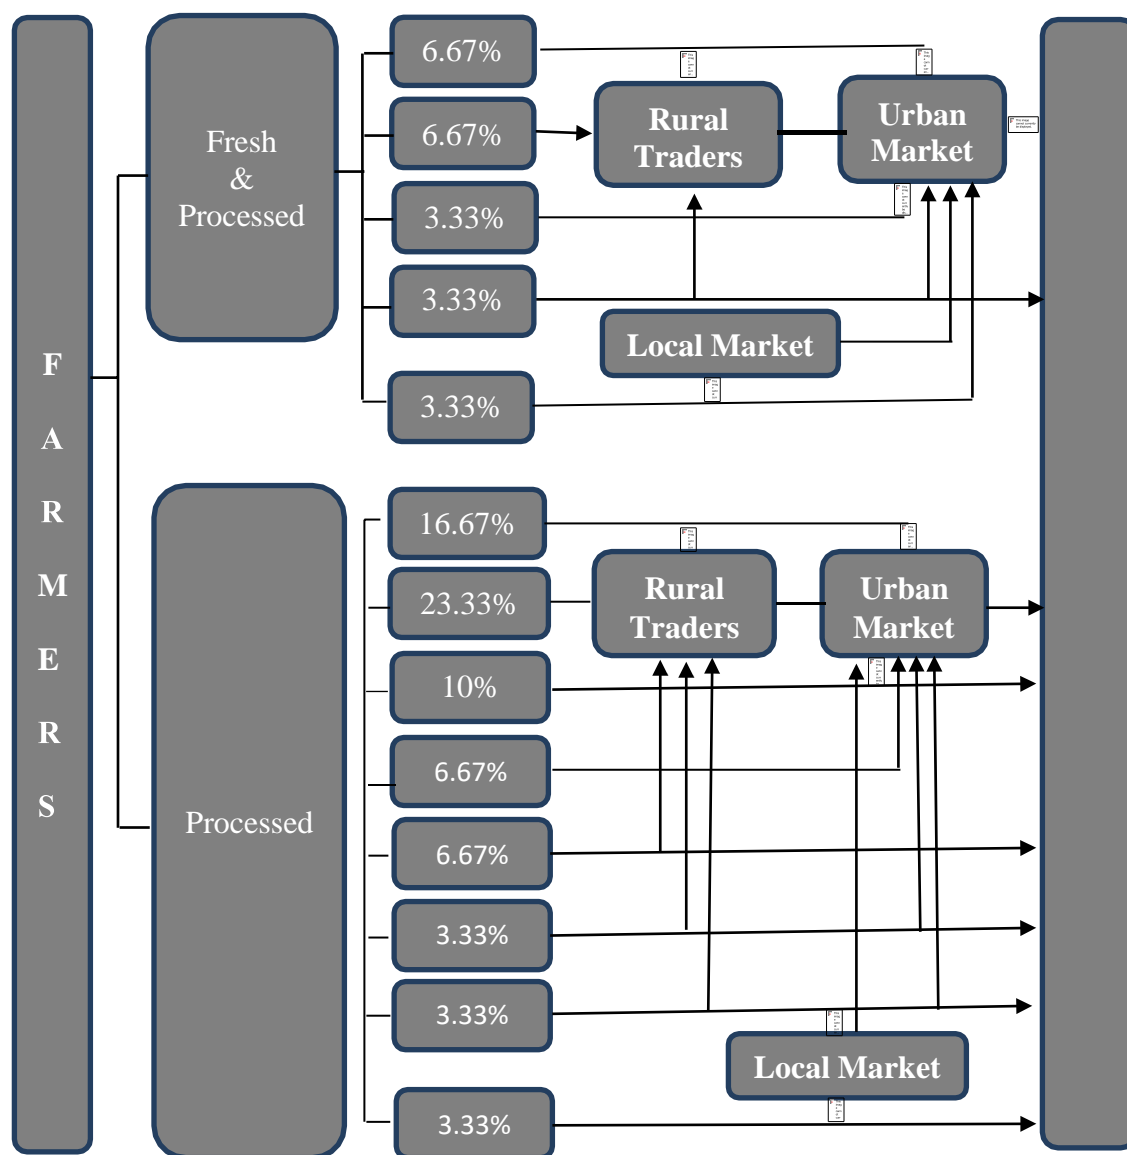 F
A
R
M
E
R
S
Fresh
&
Processed
6.67%
6.67%
3.33%
3.33%
3.33%
Rural
Traders
Urban
Market
Local Market
Processed
16.67%
23.33%
10%
6.67%
6.67%
3.33%
3.33%
3.33%
Rural
Traders
Urban
Market
Local Market